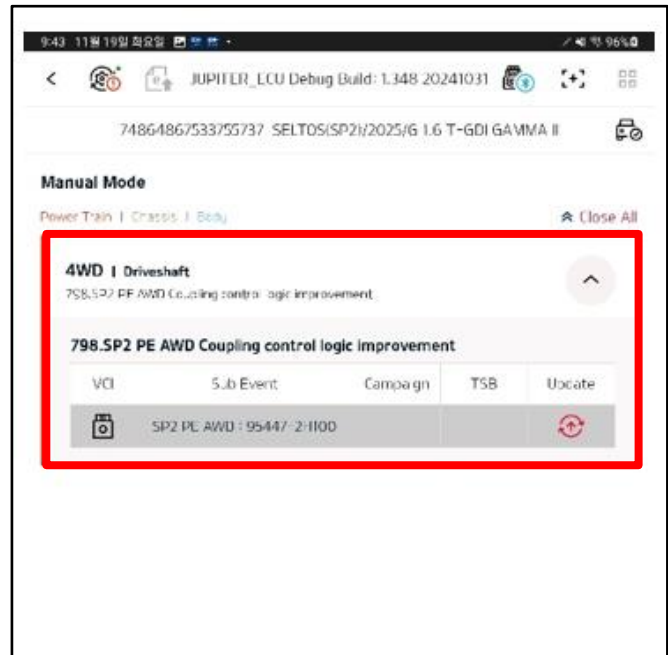 9:43 11월 19일 화요일
96%
JUPITER_ECU Debug Build: 1.348 20241031
74864867533755737 SELTOS(SP2)/2025/G 1.6 T-GDI GAMMA II
Manual Mode
Power Train | Chassis | Body
Close All
4WD | Driveshaft
798.SP2 PE AWD Coupling control logic improvement
798.SP2 PE AWD Coupling control logic improvement
VCI Sub Event Campaign TSB Update
SP2 PE AWD : 95447-2H100